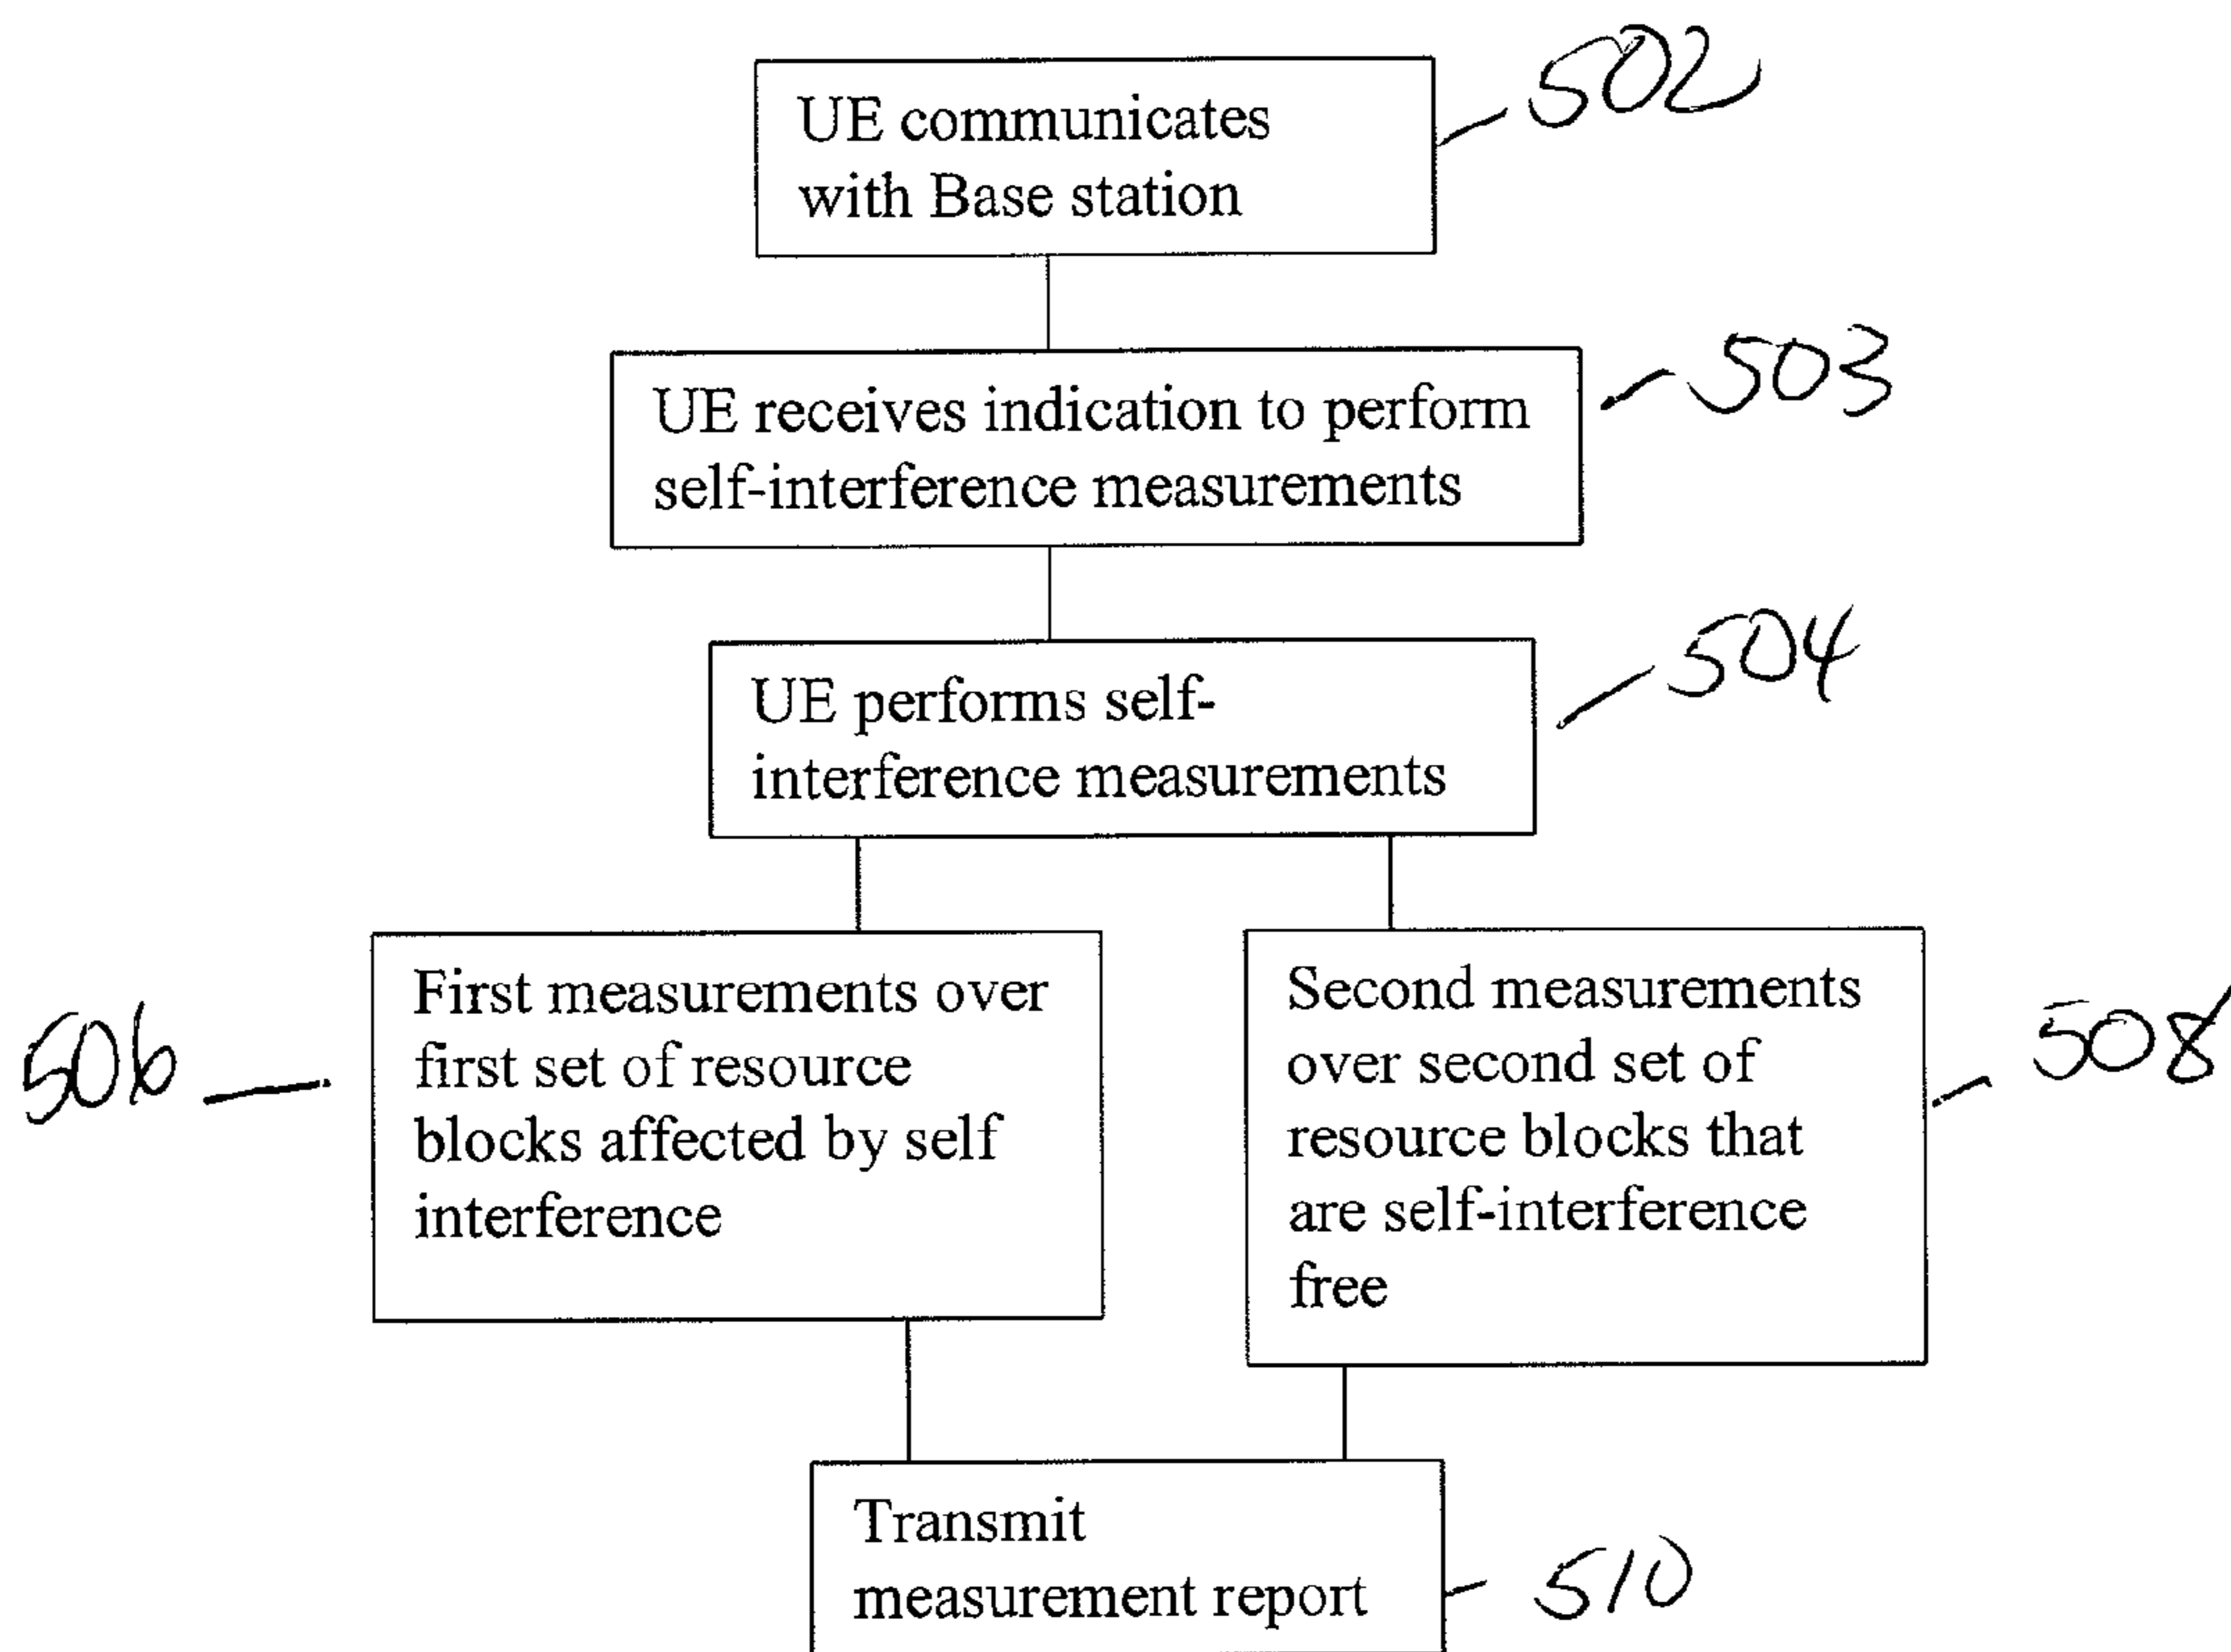 UE communicates
with Base station
502
UE receives indication to perform
self-interference measurements
503
UE performs self-
interference measurements
504
506
First measurements over
first set of resource
blocks affected by self
interference
Second measurements
over second set of
resource blocks that
are self-interference
free
508
Transmit
measurement report
510